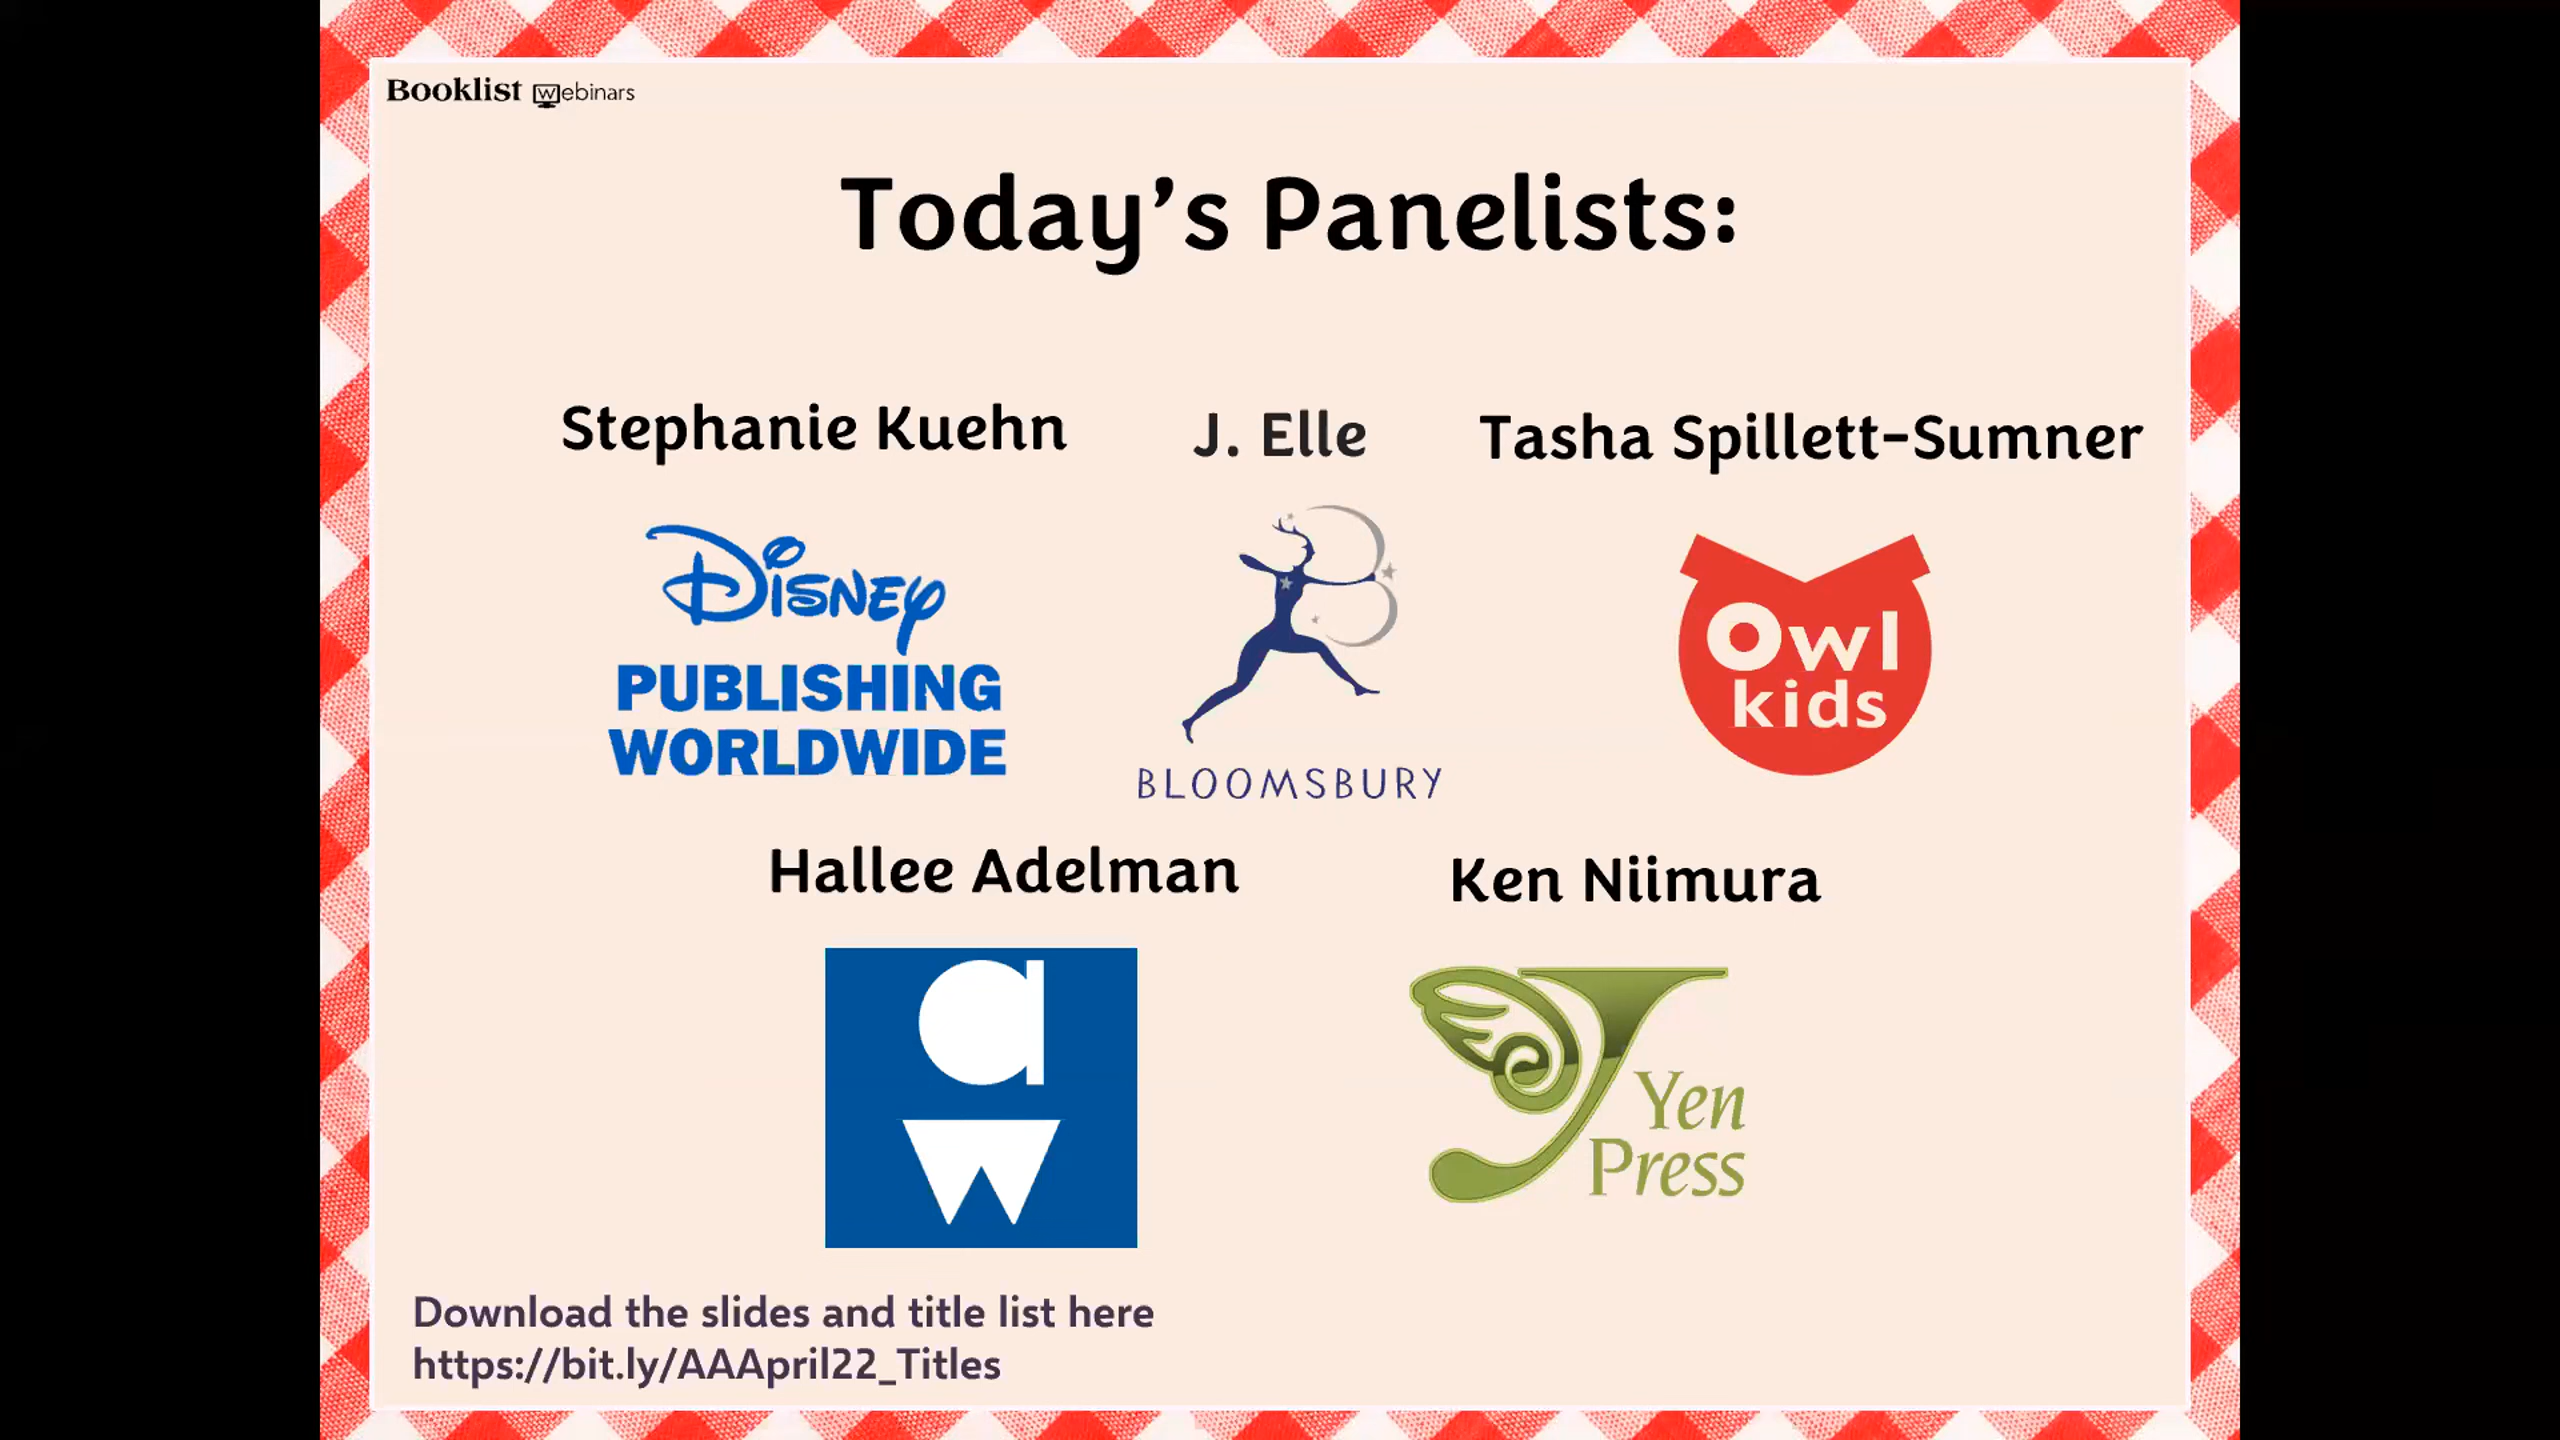 Booklist Webinars
Today's Panelists:
Stephanie Kuehn
J. Elle
Tasha Spillett-Sumner
Disney
PUBLISHING
WORLDWIDE
BLOOMSBURY
Owl
kids
Hallee Adelman
Ken Niimura
a
w
Yen
Press
Download the slides and title list here
https://bit.ly/AAApril22_Titles